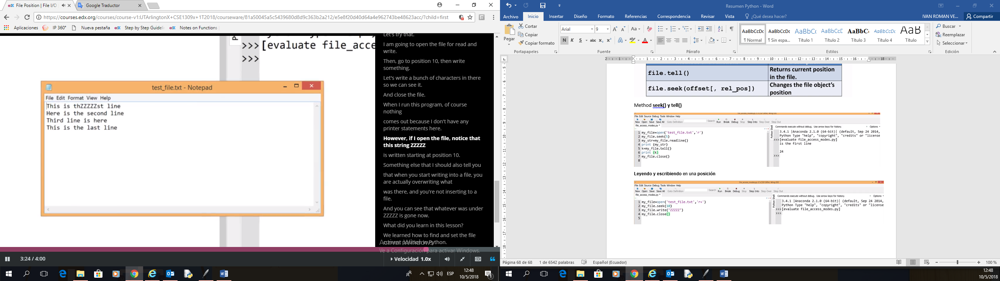 File Position | File I/O
Google Traductor
https://courses.edx.org/courses/course-v1:UTArlingtonX+CSE1309x+1T2018/courseware/81a50045a5c5439680d8d9c363b2a212/e5e8f20d40d64a4e962743be48623acc/?child=first
Aplicaciones
IP 360°
Nueva pestaña
Step by Step Guideli
Notes on Functions
>>>[evaluate file_acce
>>>
test_file.txt - Notepad
File Edit Format View Help
This is thZZZZZst line
Here is the second line
Third line is here
This is the last line
Let's try that.
I am going to open the file for read and
write.
Then, go to position 10, then write
something.
Let's write a bunch of characters in there
so we can see it.
And close the file.
When I run this program, of course
nothing
comes out because I don't have any
printer statements here.
However, if I open the file, notice that
this string ZZZZZ
is written starting at position 10.
Something else that I should also tell you
that when you start writing into a file, you
are actually overwriting what
was there, and you're not inserting to a
file.
And you can see that whatever was under
ZZZZZ is gone now.
What did you learn in this lesson?
We learned how to find and set the file
current position in Python.
Activar Windows
Ve a Configuración para activar Windows.
3:24 / 4:00
Velocidad 1.0x
ESP
12:48
10/5/2018
1
Resumen Python - Word
Archivo
Inicio
Insertar
Diseño
Formato
Referencias
Correspondencia
Revisar
Vista
¿Qué desea hacer?
IVAN ROMAN VE...
Compartir
Pegar
Cortar
Copiar
Copiar formato
Portapapeles
Arial
9
Fuente
Párrafo
AaBbCcDc
¶ Normal
AaBbCcDc
¶ Sin espa...
AaBbC(
Título 1
AaBbCcE
Título 2
AaBbC
Título 3
AaBbCcDc
Título 4
AaB
Título
Estilos
Buscar
Reemplazar
Seleccionar
Edición
file.tell()
Returns current position
in the file.
file.seek(offset[, rel_pos])
Changes the file object's
position
Method seek() y tell()
file_access_modes.py (C:\CSE1309x) Wing IDE
File Edit Source Debug Tools Window Help
New Open Save Save All Goto Definition Search Run Break Debug Stop Step Into Step Over Step Out
file_access_modes.py *
1 my_file=open('test_file.txt','r')
2 my_file.seek(5)
3 my_str=my_file.readline()
4 print (my_str)
5 k=my_file.tell()
6 print (k)
7 my_file.close()
8
Python Shell
Commands execute without debug. Use arrow keys for history.
Options
3.4.1 |Anaconda 2.1.0 (64-bit)| (default, Sep 24 2014,
Python Type "help", "copyright", "credits" or "license
>>>[evaluate file_access_modes.py]
is the first line
24
>>>
Leyendo y escribiendo en una posición
file_access_modes.py (C:\CSE1309x) Wing IDE
File Edit Source Debug Tools Window Help
New Open Save Save All Goto Definition Search Run Break Debug Stop Step Into Step Over Step Out
file_access_modes.py *
1 my_file=open('test_file.txt','r+')
2 my_file.seek(10)
3 my_file.write("ZZZZZ")
4 my_file.close()
5
Python Shell
Commands execute without debug. Use arrow keys for history.
Options
3.4.1 |Anaconda 2.1.0 (64-bit)| (default, Sep 24 2014,
Python Type "help", "copyright", "credits" or "license
>>>[evaluate file_access_modes.py]
>>>
Página 68 de 68
1 de 6542 palabras
Español (Ecuador)
100 %
ESP
12:48
10/5/2018